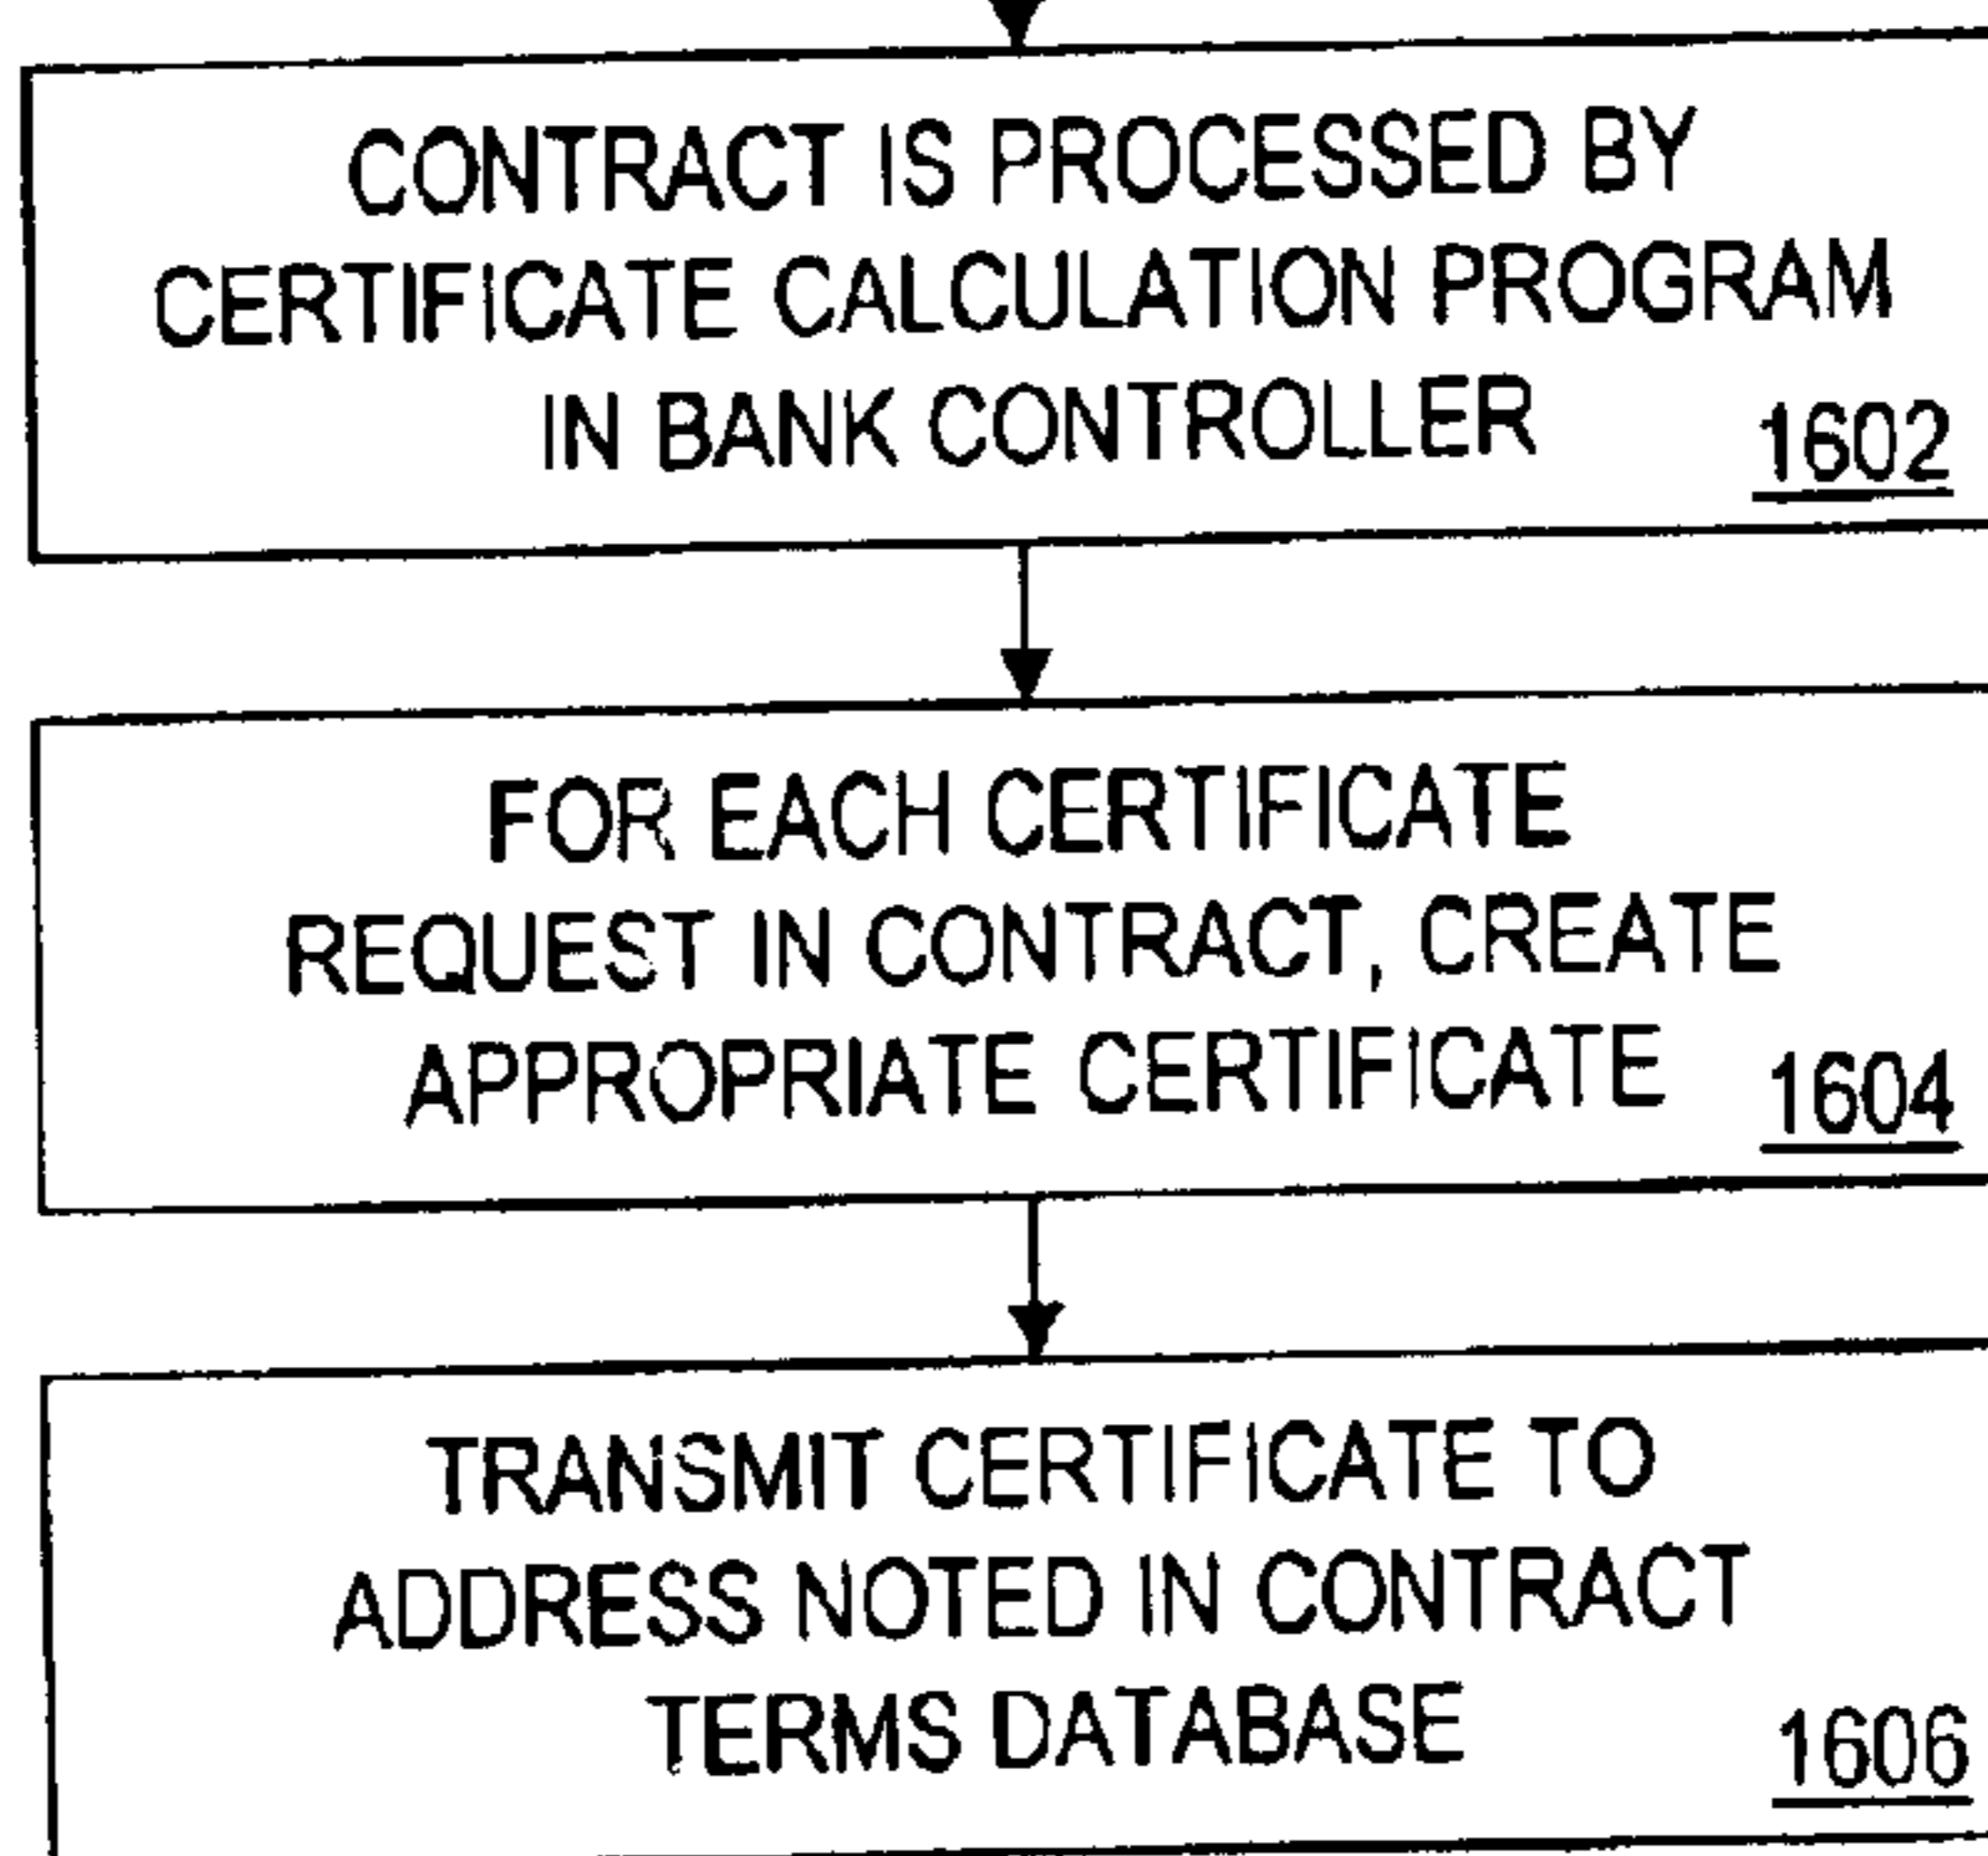 CONTRACT IS PROCESSED BY
CERTIFICATE CALCULATION PROGRAM
IN BANK CONTROLLER
1602
FOR EACH CERTIFICATE
REQUEST IN CONTRACT, CREATE
APPROPRIATE CERTIFICATE
1604
TRANSMIT CERTIFICATE TO
ADDRESS NOTED IN CONTRACT
TERMS DATABASE
1606